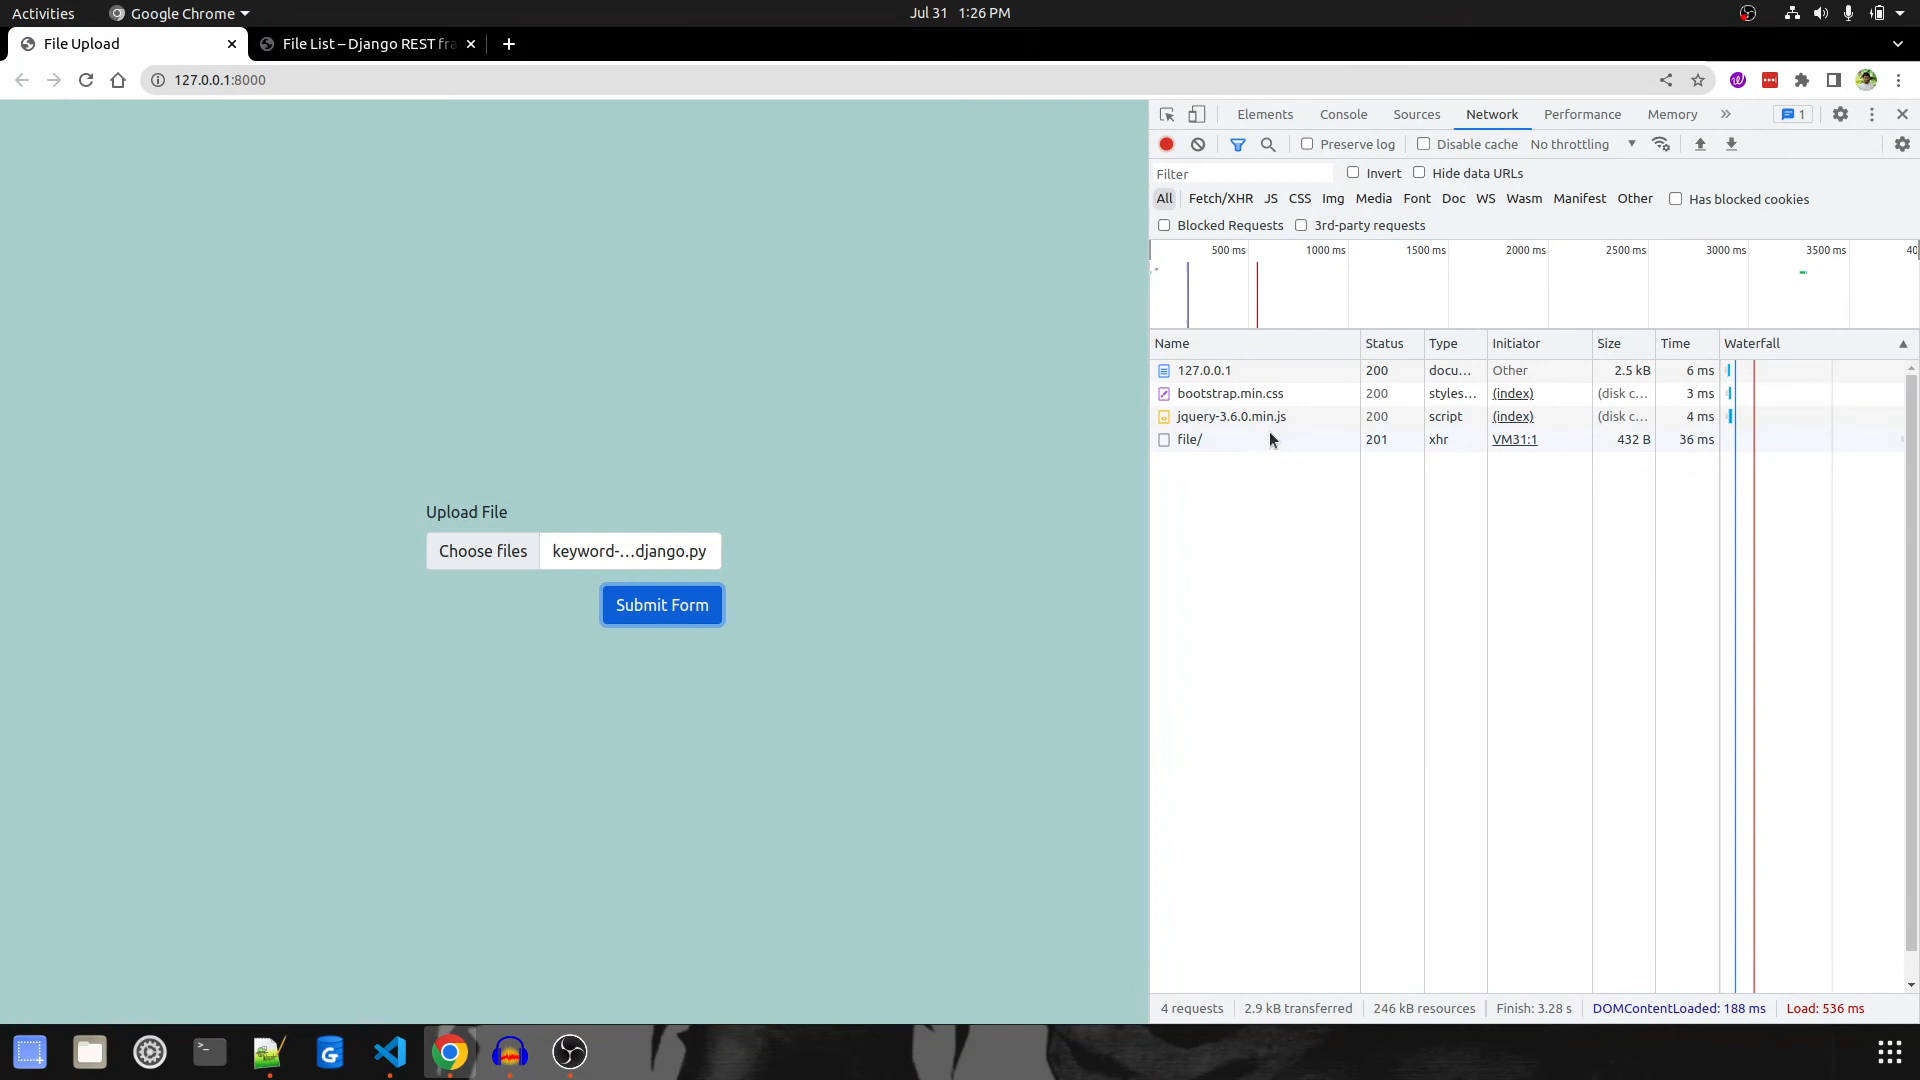 Activities
Google Chrome
Jul 31 1:26 PM
File Upload
File List – Django REST fra
127.0.0.1:8000
Elements Console Sources Network Performance Memory 1
Preserve log Disable cache No throttling
Filter Invert Hide data URLs
All Fetch/XHR JS CSS Img Media Font Doc WS Wasm Manifest Other Has blocked cookies
Blocked Requests 3rd-party requests
500 ms 1000 ms 1500 ms 2000 ms 2500 ms 3000 ms 3500 ms 40
Name Status Type Initiator Size Time Waterfall
127.0.0.1 200 docu... Other 2.5 kB 6 ms
bootstrap.min.css 200 styles... (index) (disk c... 3 ms
jquery-3.6.0.min.js 200 script (index) (disk c... 4 ms
file/ 201 xhr VM31:1 432 B 36 ms
Upload File
Choose files keyword-...django.py
Submit Form
4 requests 2.9 kB transferred 246 kB resources Finish: 3.28 s DOMContentLoaded: 188 ms Load: 536 ms